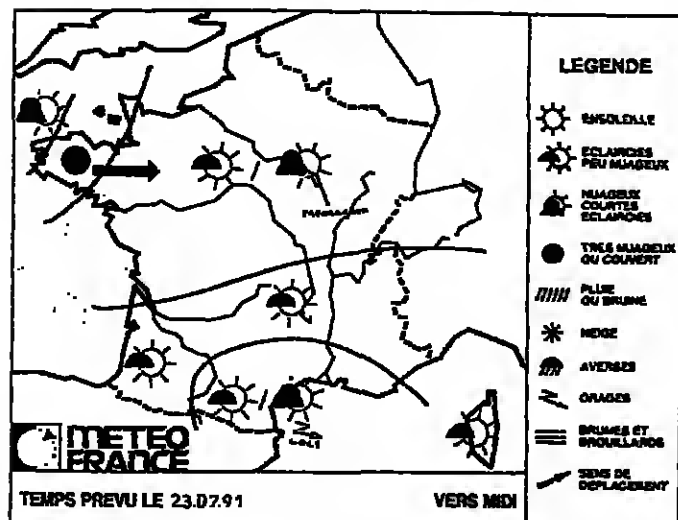 METEO
FRANCE
TEMPS PREVU LE 23.07.91
VERS MIDI
LEGENDE
ENSOLEILLE
ECLAIRCIES
PEU NUAGEUX
NUAGEUX
COURTES
ECLAIRCIES
TRES NUAGEUX
OU COUVERT
PLUIE
OU BRUINE
NEIGE
AVERSES
ORAGES
BRUMES ET
BROUILLARDS
SENS DE
DEPLACEMENT